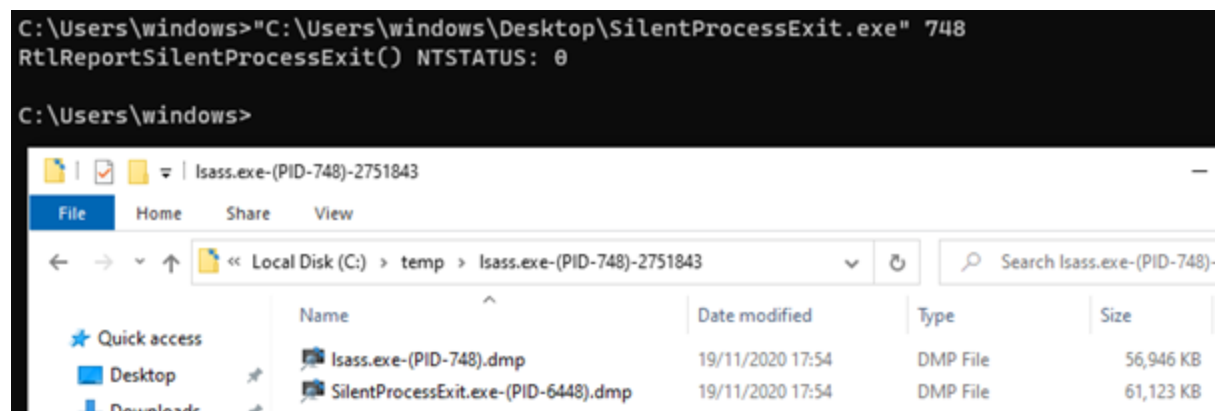 C:\Users\windows>"C:\Users\windows\Desktop\SilentProcessExit.exe" 748
RtlReportSilentProcessExit() NTSTATUS: 0
C:\Users\windows>
lsass.exe-(PID-748)-2751843
File Home Share View
« Local Disk (C:) › temp › lsass.exe-(PID-748)-2751843 Search lsass.exe-(PID-748)-
Name Date modified Type Size
Quick access
lsass.exe-(PID-748).dmp 19/11/2020 17:54 DMP File 56,946 KB
Desktop
SilentProcessExit.exe-(PID-6448).dmp 19/11/2020 17:54 DMP File 61,123 KB
Downloads